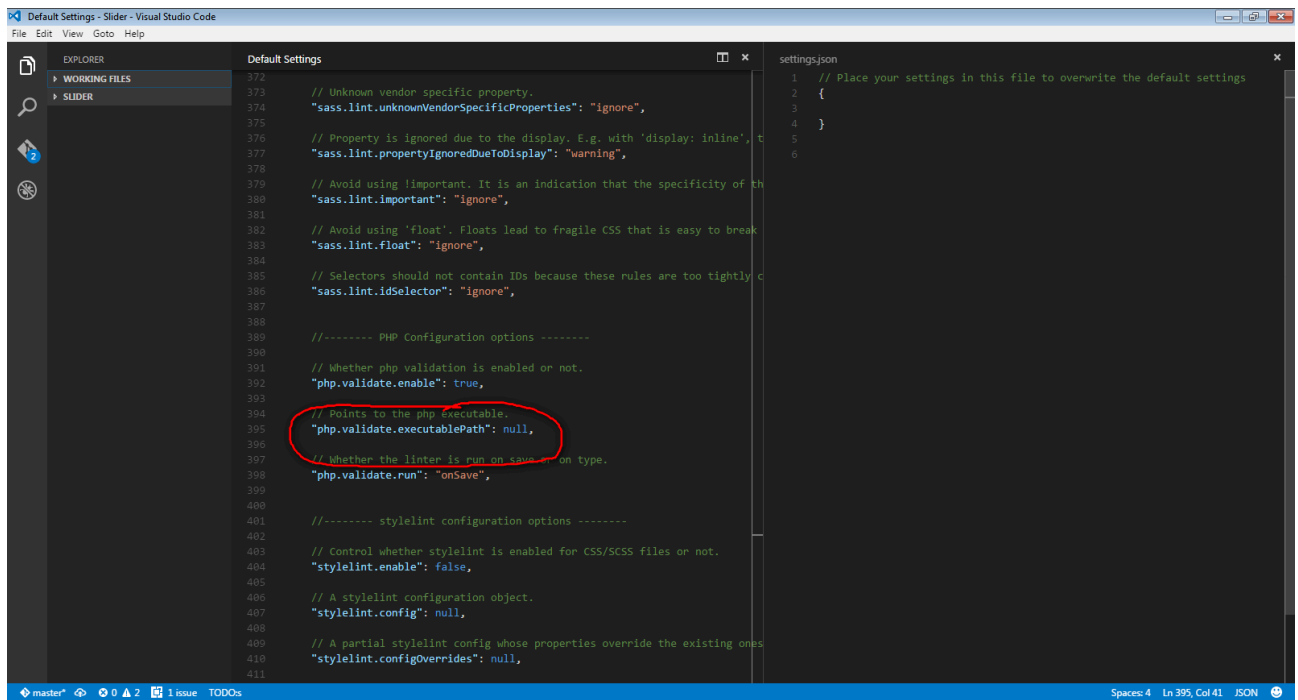 Default Settings - Slider - Visual Studio Code
File Edit View Goto Help
EXPLORER
WORKING FILES
SLIDER
2
Default Settings
372
373 // Unknown vendor specific property.
374 "sass.lint.unknownVendorSpecificProperties": "ignore",
375
376 // Property is ignored due to the display. E.g. with 'display: inline', t
377 "sass.lint.propertyIgnoredDueToDisplay": "warning",
378
379 // Avoid using !important. It is an indication that the specificity of th
380 "sass.lint.important": "ignore",
381
382 // Avoid using 'float'. Floats lead to fragile CSS that is easy to break
383 "sass.lint.float": "ignore",
384
385 // Selectors should not contain IDs because these rules are too tightly c
386 "sass.lint.idSelector": "ignore",
387
388
389 //-------- PHP Configuration options --------
390
391 // Whether php validation is enabled or not.
392 "php.validate.enable": true,
393
394 // Points to the php executable.
395 "php.validate.executablePath": null,
396
397 // Whether the linter is run on save or on type.
398 "php.validate.run": "onSave",
399
400
401 //-------- stylelint configuration options --------
402
403 // Control whether stylelint is enabled for CSS/SCSS files or not.
404 "stylelint.enable": false,
405
406 // A stylelint configuration object.
407 "stylelint.config": null,
408
409 // A partial stylelint config whose properties override the existing ones
410 "stylelint.configOverrides": null,
411
settings.json
1 // Place your settings in this file to overwrite the default settings
2 {
3
4 }
5
6
master* 0 2 1 issue TODO:s
Spaces: 4 Ln 395, Col 41 JSON